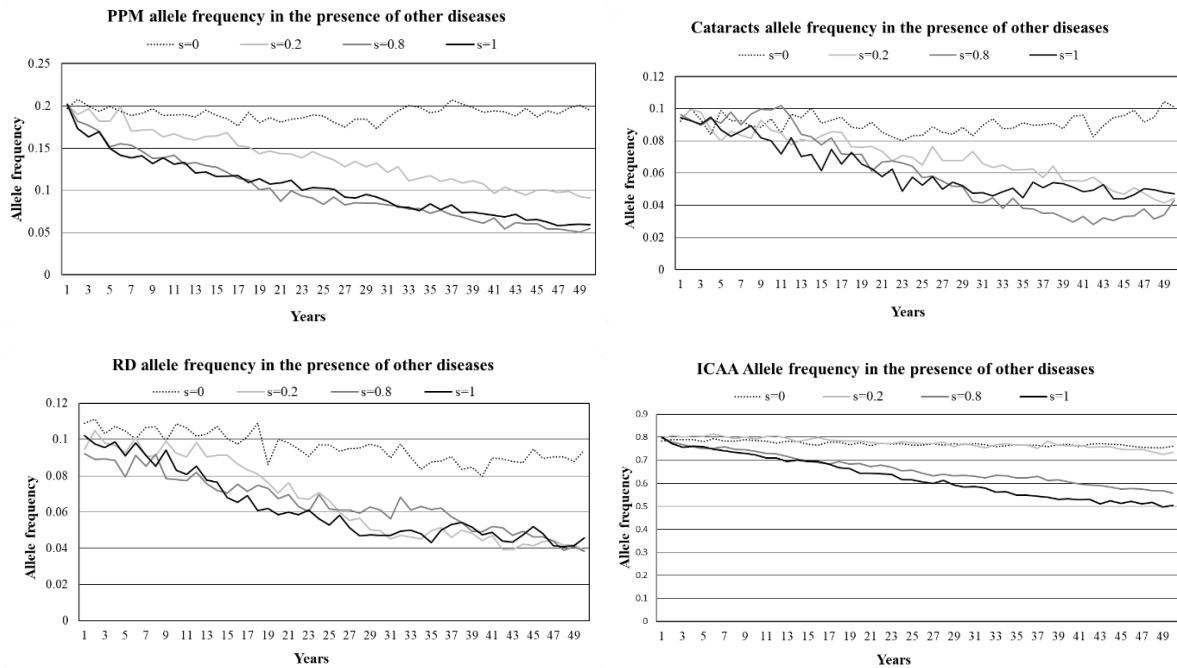 PPM allele frequency in the presence of other diseases
s=0 s=0.2 s=0.8 s=1
0.25
0.2
0.15
0.1
0.05
0
Allele frequency
1 3 5 7 9 11 13 15 17 19 21 23 25 27 29 31 33 35 37 39 41 43 45 47 49
Years
Cataracts allele frequency in the presence of other diseases
s=0 s=0.2 s=0.8 s=1
0.12
0.1
0.08
0.06
0.04
0.02
0
Allele frequency
1 3 5 7 9 11 13 15 17 19 21 23 25 27 29 31 33 35 37 39 41 43 45 47 49
Years
RD allele frequency in the presence of other diseases
s=0 s=0.2 s=0.8 s=1
0.12
0.1
0.08
0.06
0.04
0.02
0
Allele frequency
1 3 5 7 9 11 13 15 17 19 21 23 25 27 29 31 33 35 37 39 41 43 45 47 49
Years
ICAA Allele frequency in the presence of other diseases
s=0 s=0.2 s=0.8 s=1
0.9
0.8
0.7
0.6
0.5
0.4
0.3
0.2
0.1
0
Allele frequency
1 3 5 7 9 11 13 15 17 19 21 23 25 27 29 31 33 35 37 39 41 43 45 47 49
Years